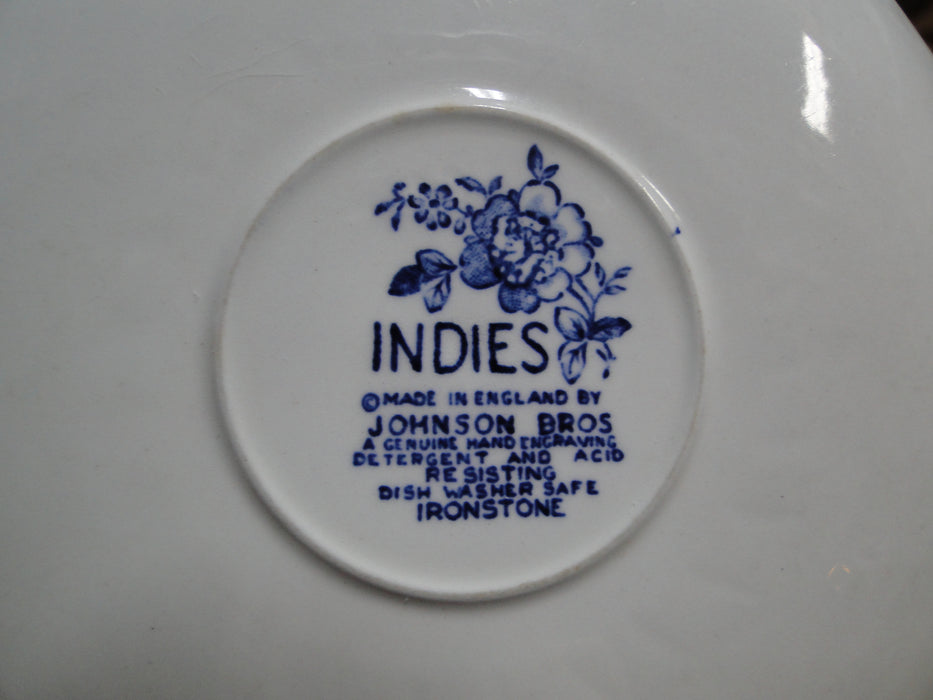 INDIES
©MADE IN ENGLAND BY
JOHNSON BROS
A GENUINE HAND ENGRAVING
DETERGENT AND ACID
RESISTING
DISH WASHER SAFE
IRONSTONE